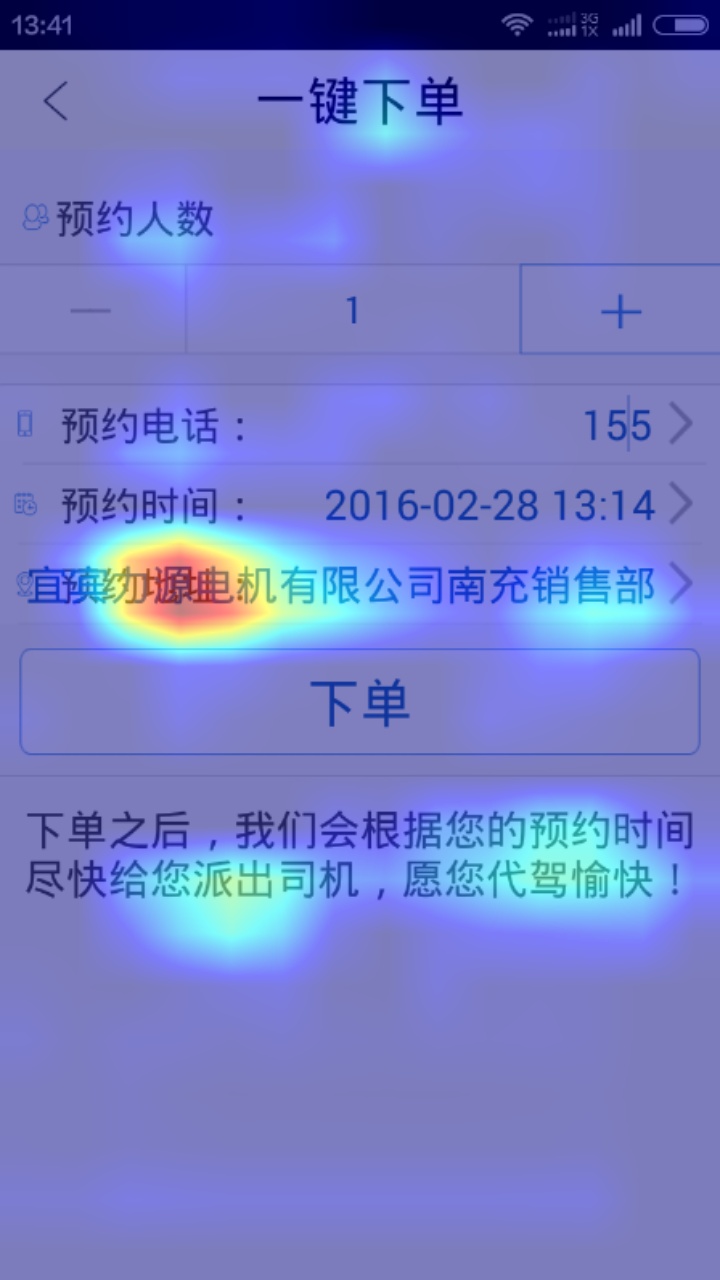 13:41 3G 1X
一键下单
预约人数
1
预约电话： 155
预约时间： 2016-02-28 13:14
预约地址：
宜宾力源电机有限公司南充销售部
下单
下单之后，我们会根据您的预约时间
尽快给您派出司机，愿您代驾愉快！